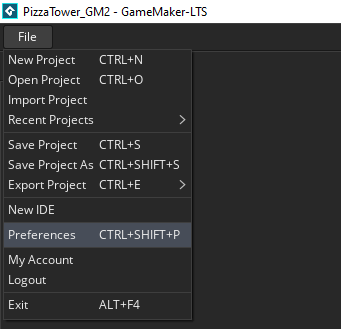 PizzaTower_GM2 - GameMaker-LTS
File
New Project CTRL+N
Open Project CTRL+O
Import Project
Recent Projects
Save Project CTRL+S
Save Project As CTRL+SHIFT+S
Export Project CTRL+E
New IDE
Preferences CTRL+SHIFT+P
My Account
Logout
Exit ALT+F4